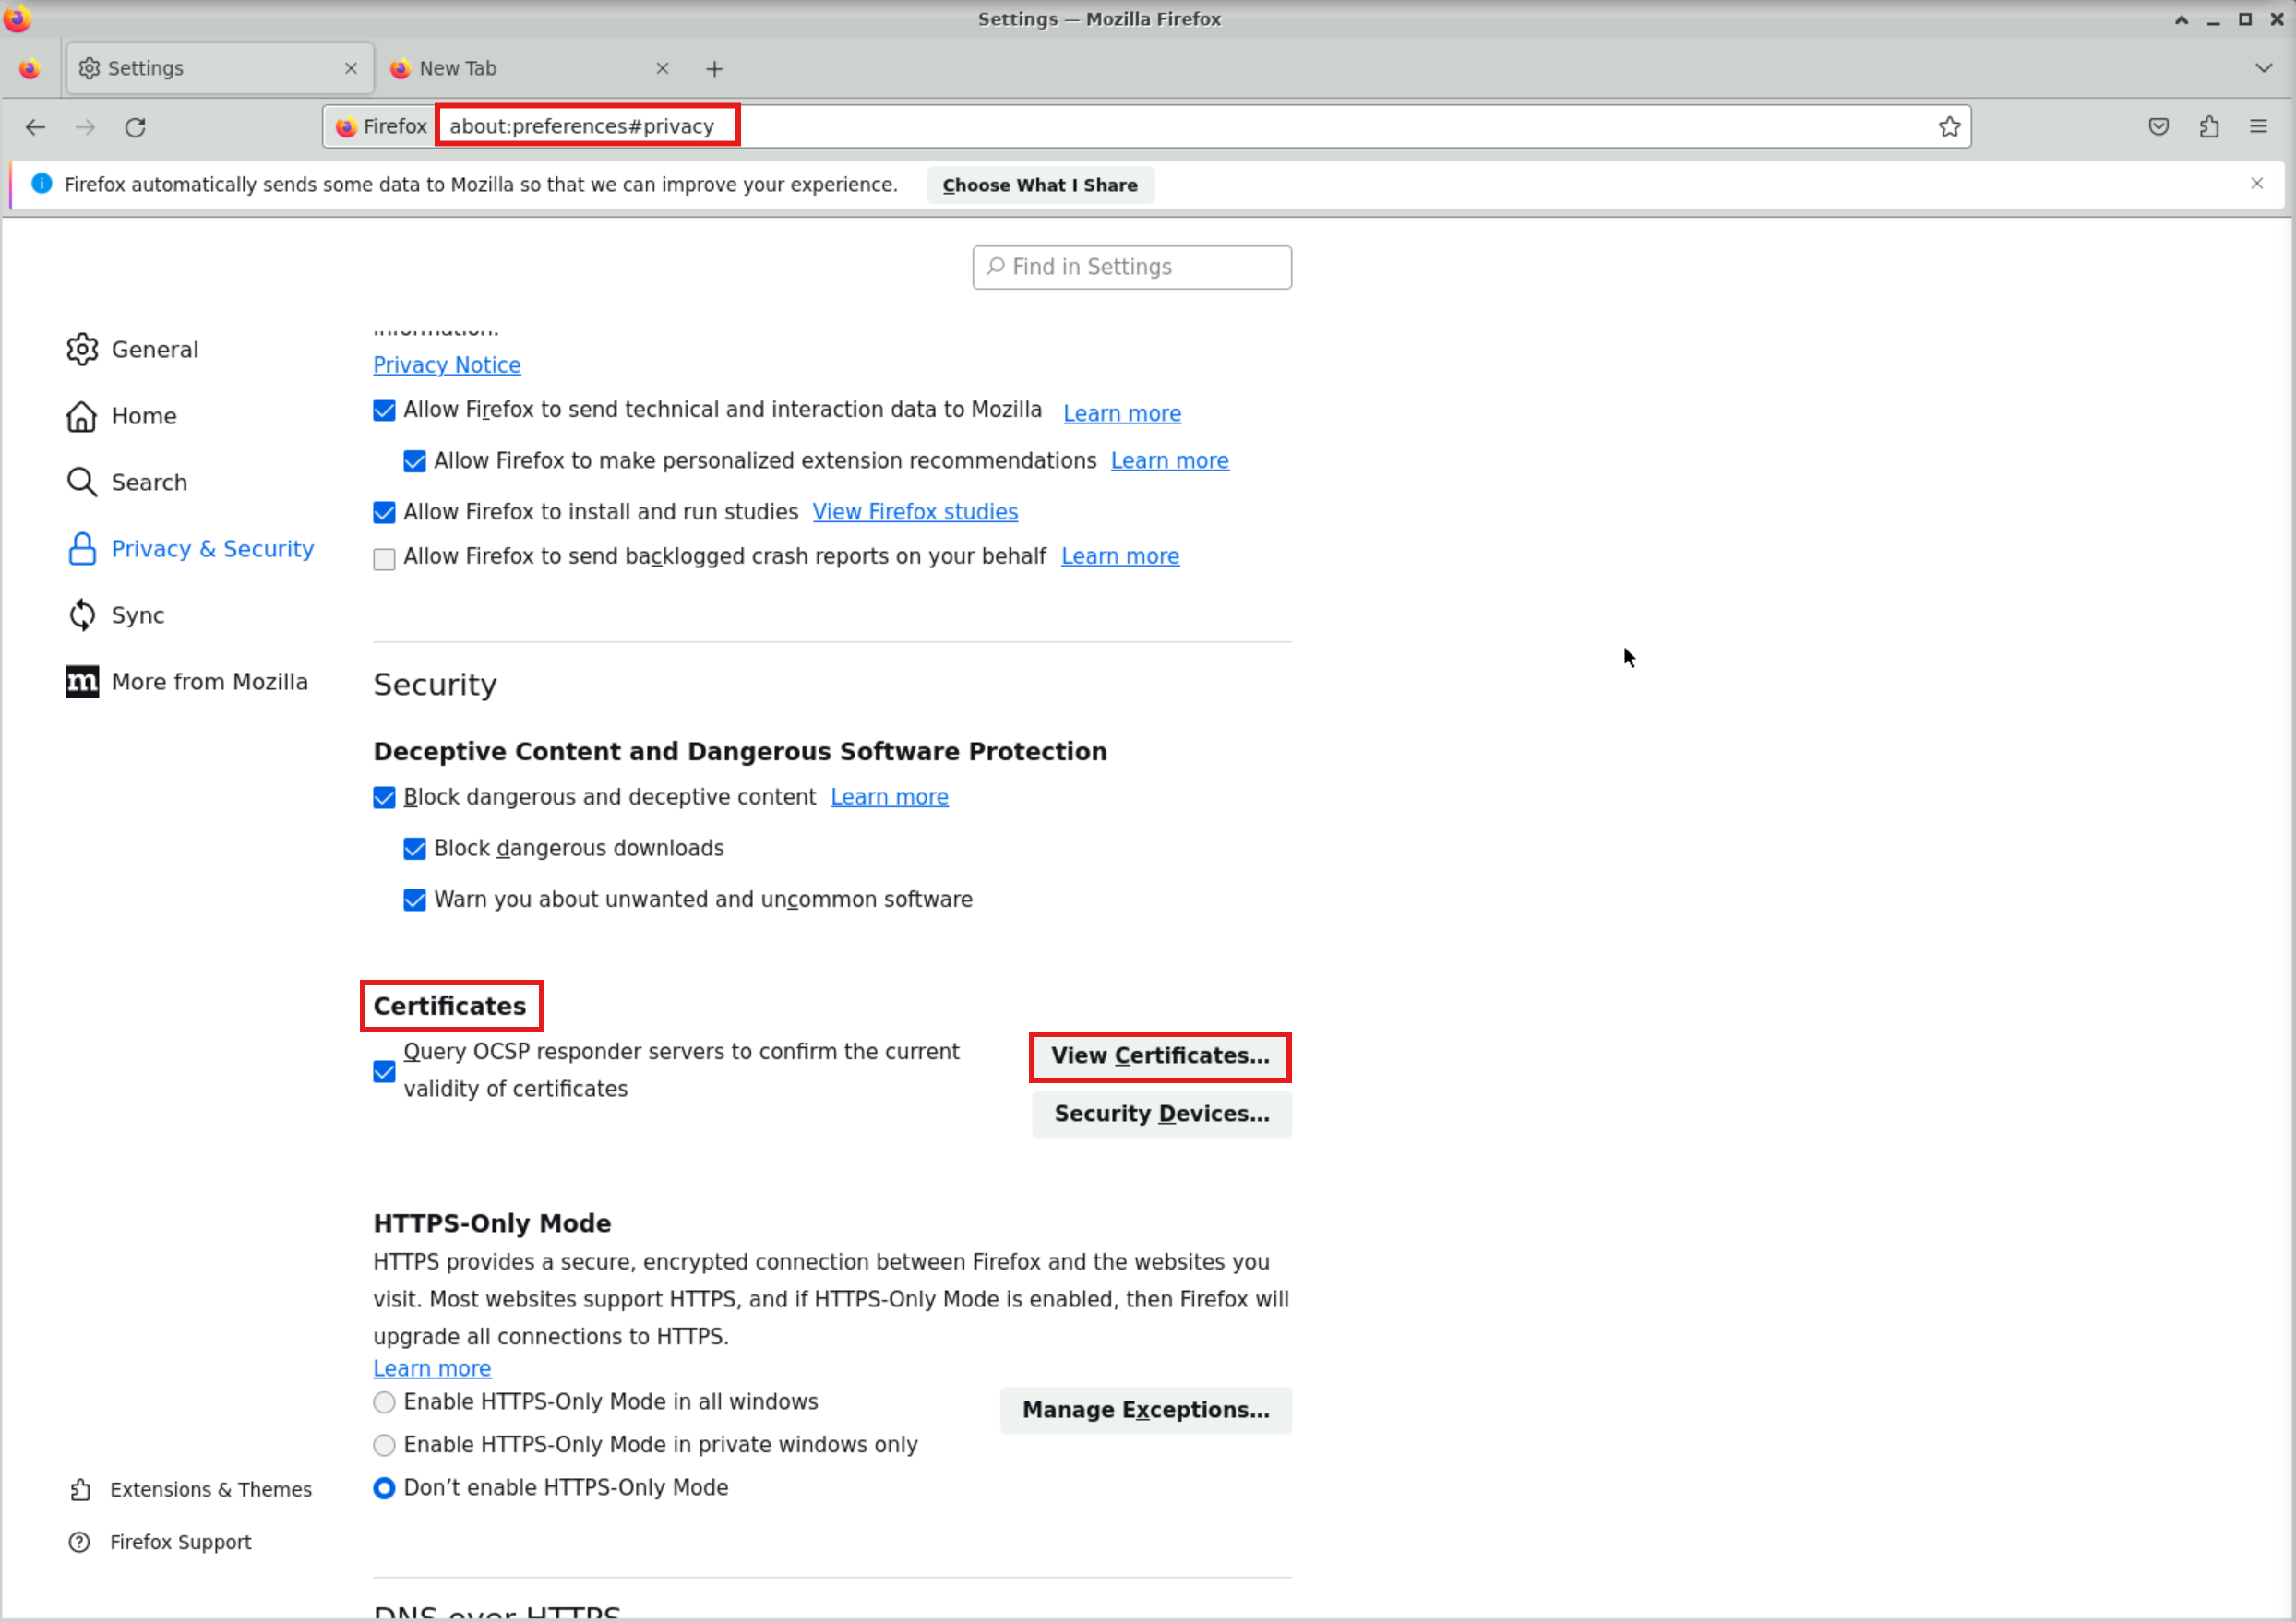 Settings — Mozilla Firefox
Settings
New Tab
Firefox
about:preferences#privacy
Firefox automatically sends some data to Mozilla so that we can improve your experience.
Choose What I Share
Find in Settings
General
Home
Search
Privacy & Security
Sync
More from Mozilla
Extensions & Themes
Firefox Support
information.
Privacy Notice
Allow Firefox to send technical and interaction data to Mozilla Learn more
Allow Firefox to make personalized extension recommendations Learn more
Allow Firefox to install and run studies View Firefox studies
Allow Firefox to send backlogged crash reports on your behalf Learn more
Security
Deceptive Content and Dangerous Software Protection
Block dangerous and deceptive content Learn more
Block dangerous downloads
Warn you about unwanted and uncommon software
Certificates
Query OCSP responder servers to confirm the current
validity of certificates
View Certificates...
Security Devices...
HTTPS-Only Mode
HTTPS provides a secure, encrypted connection between Firefox and the websites you
visit. Most websites support HTTPS, and if HTTPS-Only Mode is enabled, then Firefox will
upgrade all connections to HTTPS.
Learn more
Enable HTTPS-Only Mode in all windows
Manage Exceptions...
Enable HTTPS-Only Mode in private windows only
Don’t enable HTTPS-Only Mode
DNS over HTTPS